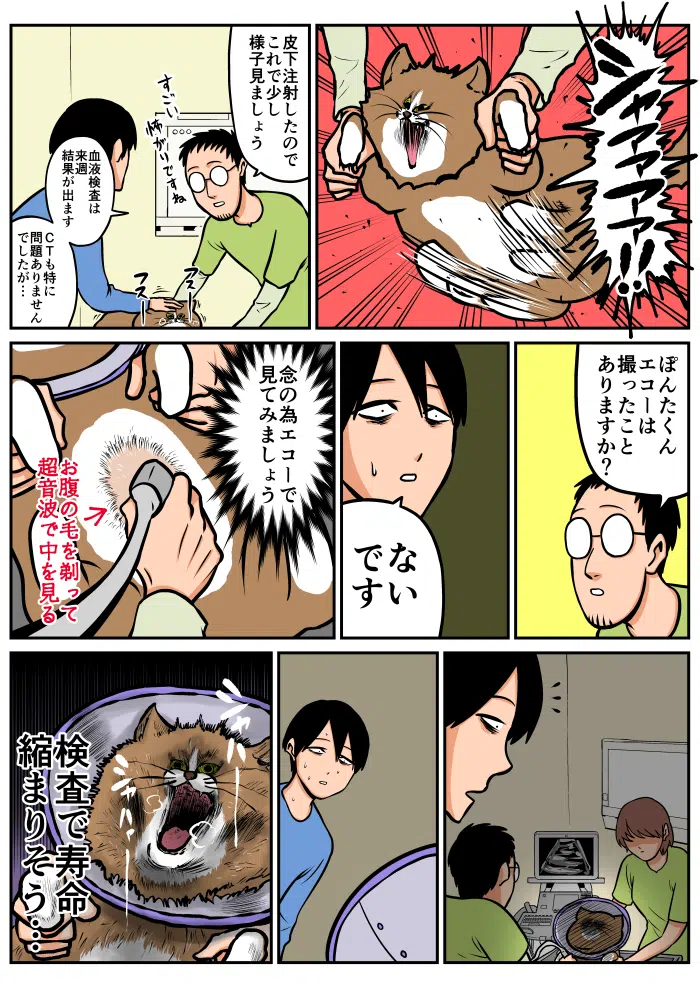 シャァァァァ!!
皮下注射したので
これで少し
様子見ましょう
すごい
怖がりですね
血液検査は
来週
結果が出ます
CTも特に
問題ありません
でしたが…
フスー
フスー
ぽんたくん
エコーは
撮ったこと
ありますか?
ない
です
念の為エコーで
見てみましょう
お腹の毛を剃って
超音波で中を見る
シャー
シャー
検査で寿命
縮まりそう…